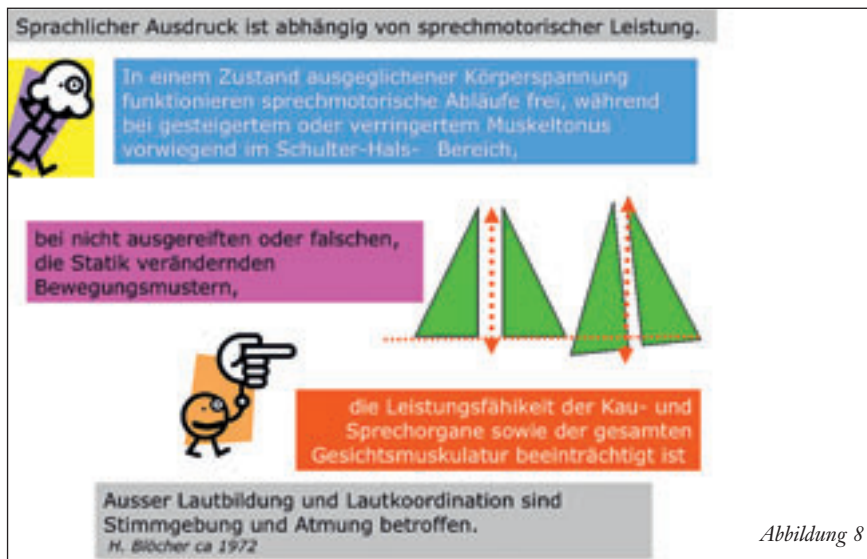 Sprachlicher Ausdruck ist abhängig von sprechmotorischer Leistung.
In einem Zustand ausgeglichener Körperspannung
funktionieren sprechmotorische Abläufe frei, während
bei gesteigertem oder verringertem Muskeltonus
vorwiegend im Schulter-Hals- Bereich,
bei nicht ausgereiften oder falschen,
die Statik verändernden
Bewegungsmustern,
die Leistungsfähikeit der Kau- und
Sprechorgane sowie der gesamten
Gesichtsmuskulatur beeinträchtigt ist
Ausser Lautbildung und Lautkoordination sind
Stimmgebung und Atmung betroffen.
H. Blöcher ca 1972
Abbildung 8